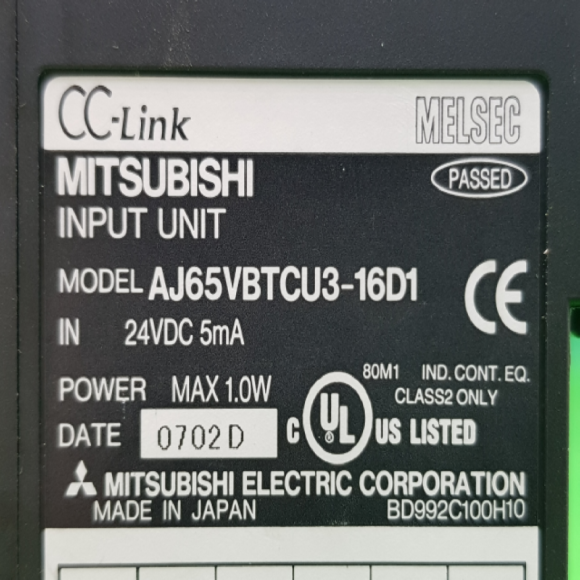 CC-Link MELSEC
MITSUBISHI PASSED
INPUT UNIT
MODEL AJ65VBTCU3-16D1
CE
IN 24VDC 5mA
80M1 IND. CONT. EQ.
POWER MAX 1.0W CLASS2 ONLY
DATE 0702D C UL ® US LISTED
MITSUBISHI ELECTRIC CORPORATION
MADE IN JAPAN BD992C100H10